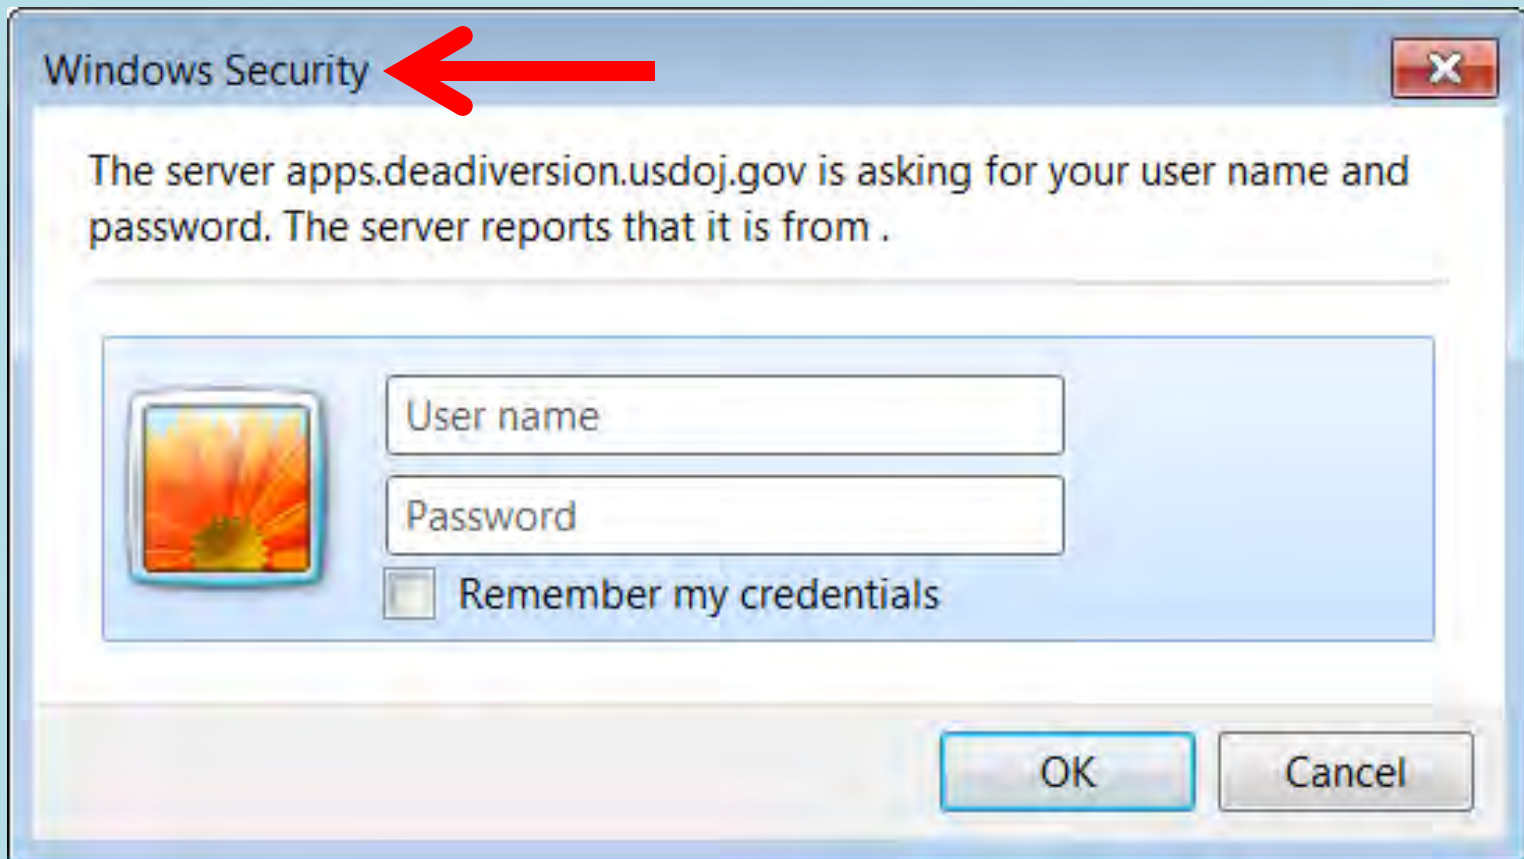 Windows Security
The server apps.deadiversion.usdoj.gov is asking for your user name and
password. The server reports that it is from .
User name
Password
Remember my credentials
OK
Cancel